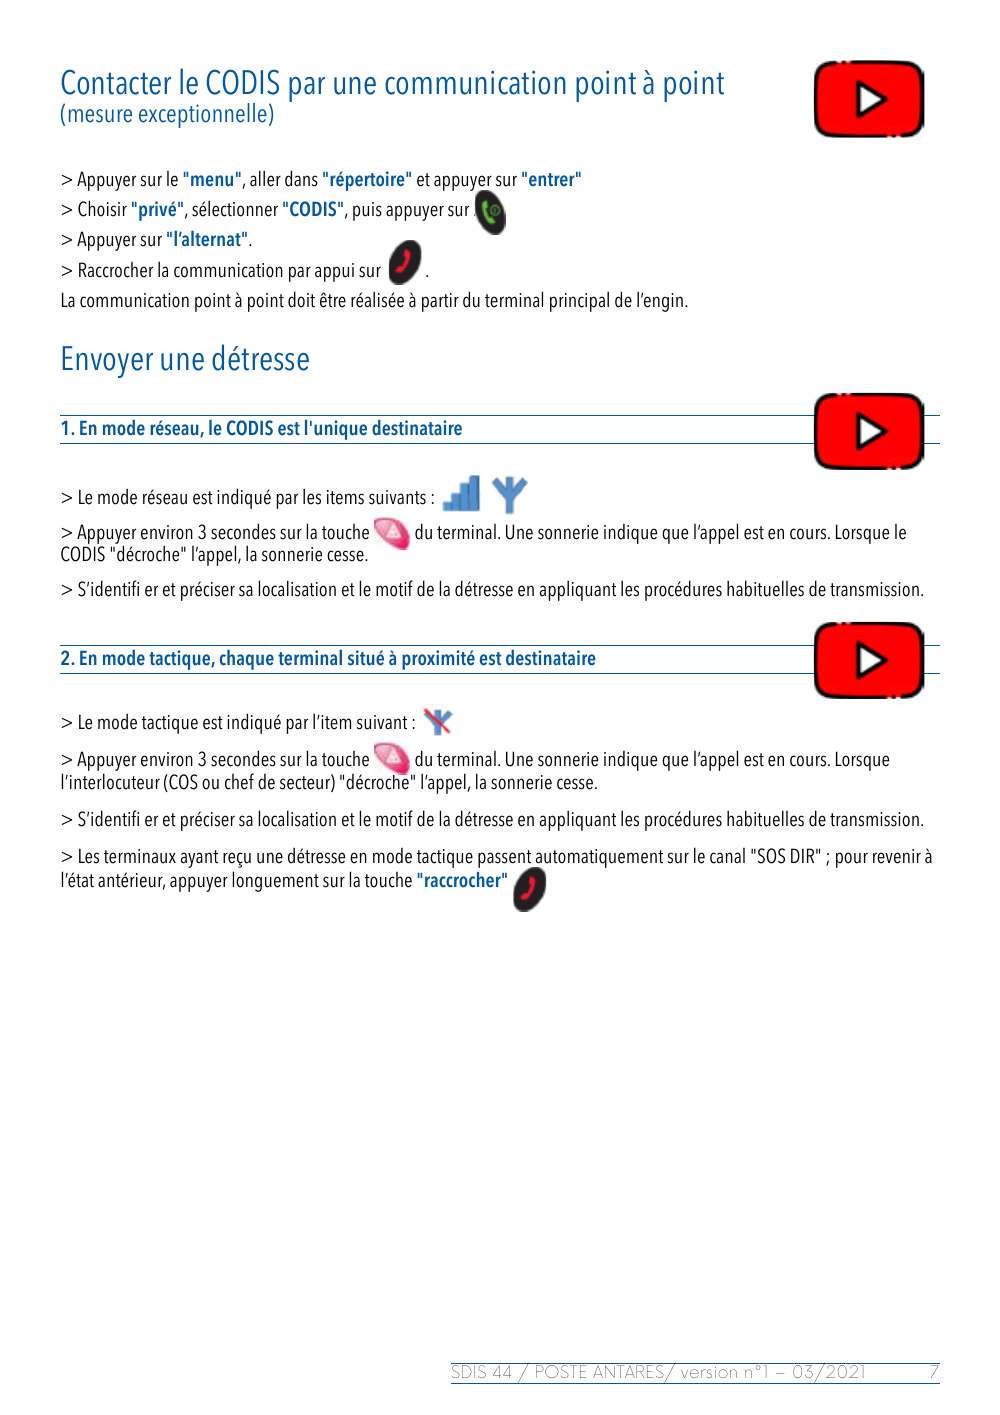 Contacter le CODIS par une communication point à point
(mesure exceptionnelle)
> Appuyer sur le "menu", aller dans "répertoire" et appuyer sur "entrer"
> Choisir "privé", sélectionner "CODIS", puis appuyer sur
> Appuyer sur "l’alternat".
> Raccrocher la communication par appui sur .
La communication point à point doit être réalisée à partir du terminal principal de l’engin.
Envoyer une détresse
1. En mode réseau, le CODIS est l'unique destinataire
> Le mode réseau est indiqué par les items suivants :
> Appuyer environ 3 secondes sur la touche du terminal. Une sonnerie indique que l’appel est en cours. Lorsque le
CODIS "décroche" l’appel, la sonnerie cesse.
> S’identifi er et préciser sa localisation et le motif de la détresse en appliquant les procédures habituelles de transmission.
2. En mode tactique, chaque terminal situé à proximité est destinataire
> Le mode tactique est indiqué par l’item suivant :
> Appuyer environ 3 secondes sur la touche du terminal. Une sonnerie indique que l’appel est en cours. Lorsque
l’interlocuteur (COS ou chef de secteur) "décroche" l’appel, la sonnerie cesse.
> S’identifi er et préciser sa localisation et le motif de la détresse en appliquant les procédures habituelles de transmission.
> Les terminaux ayant reçu une détresse en mode tactique passent automatiquement sur le canal "SOS DIR" ; pour revenir à
l’état antérieur, appuyer longuement sur la touche "raccrocher"
SDIS 44 / POSTE ANTARES/ version n°1 – 03/2021 7